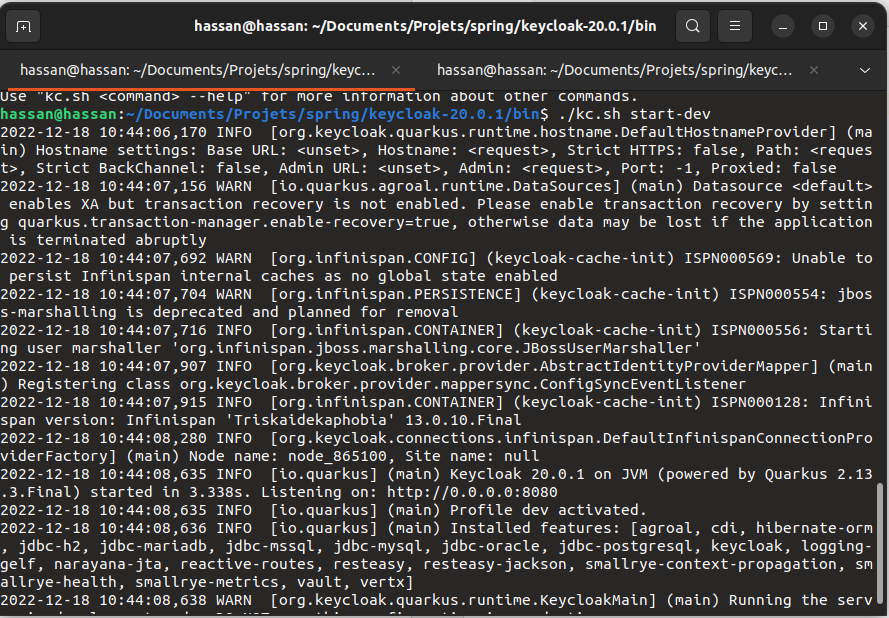 hassan@hassan: ~/Documents/Projets/spring/keycloak-20.0.1/bin
hassan@hassan: ~/Documents/Projets/spring/keyc...
hassan@hassan: ~/Documents/Projets/spring/keyc...
Use "kc.sh <command> --help" for more information about other commands.
hassan@hassan:~/Documents/Projets/spring/keycloak-20.0.1/bin$ ./kc.sh start-dev
2022-12-18 10:44:06,170 INFO  [org.keycloak.quarkus.runtime.hostname.DefaultHostnameProvider] (ma
in) Hostname settings: Base URL: <unset>, Hostname: <request>, Strict HTTPS: false, Path: <reques
t>, Strict BackChannel: false, Admin URL: <unset>, Admin: <request>, Port: -1, Proxied: false
2022-12-18 10:44:07,156 WARN  [io.quarkus.agroal.runtime.DataSources] (main) Datasource <default>
 enables XA but transaction recovery is not enabled. Please enable transaction recovery by settin
g quarkus.transaction-manager.enable-recovery=true, otherwise data may be lost if the application
 is terminated abruptly
2022-12-18 10:44:07,692 WARN  [org.infinispan.CONFIG] (keycloak-cache-init) ISPN000569: Unable to
 persist Infinispan internal caches as no global state enabled
2022-12-18 10:44:07,704 WARN  [org.infinispan.PERSISTENCE] (keycloak-cache-init) ISPN000554: jbos
s-marshalling is deprecated and planned for removal
2022-12-18 10:44:07,716 INFO  [org.infinispan.CONTAINER] (keycloak-cache-init) ISPN000556: Starti
ng user marshaller 'org.infinispan.jboss.marshalling.core.JBossUserMarshaller'
2022-12-18 10:44:07,907 INFO  [org.keycloak.broker.provider.AbstractIdentityProviderMapper] (main
) Registering class org.keycloak.broker.provider.mappersync.ConfigSyncEventListener
2022-12-18 10:44:07,915 INFO  [org.infinispan.CONTAINER] (keycloak-cache-init) ISPN000128: Infini
span version: Infinispan 'Triskaidekaphobia' 13.0.10.Final
2022-12-18 10:44:08,280 INFO  [org.keycloak.connections.infinispan.DefaultInfinispanConnectionPro
viderFactory] (main) Node name: node_865100, Site name: null
2022-12-18 10:44:08,635 INFO  [io.quarkus] (main) Keycloak 20.0.1 on JVM (powered by Quarkus 2.13
.3.Final) started in 3.338s. Listening on: http://0.0.0.0:8080
2022-12-18 10:44:08,635 INFO  [io.quarkus] (main) Profile dev activated.
2022-12-18 10:44:08,636 INFO  [io.quarkus] (main) Installed features: [agroal, cdi, hibernate-orm
, jdbc-h2, jdbc-mariadb, jdbc-mssql, jdbc-mysql, jdbc-oracle, jdbc-postgresql, keycloak, logging-
gelf, narayana-jta, reactive-routes, resteasy, resteasy-jackson, smallrye-context-propagation, sm
allrye-health, smallrye-metrics, vault, vertx]
2022-12-18 10:44:08,638 WARN  [org.keycloak.quarkus.runtime.KeycloakMain] (main) Running the serv